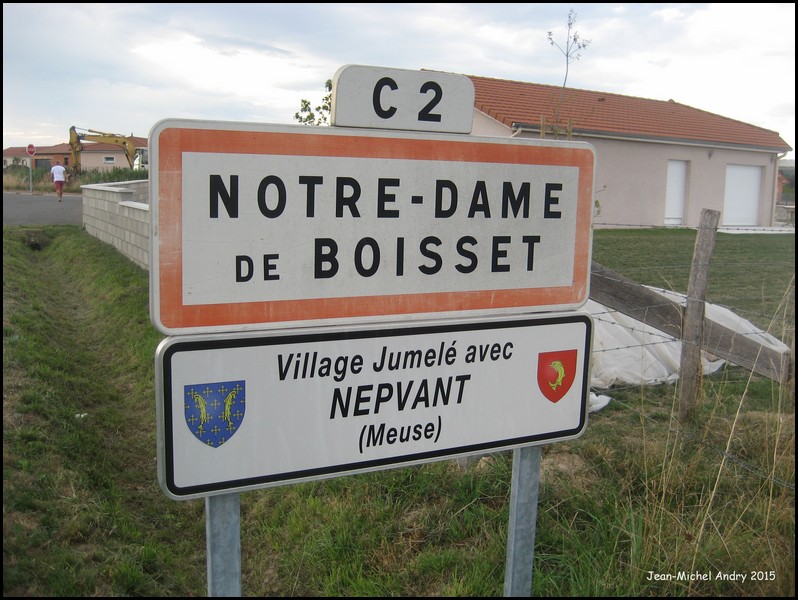 C 2
NOTRE-DAME
DE BOISSET
Village Jumelé avec
NEPVANT
(Meuse)
Jean-Michel Andry 2015